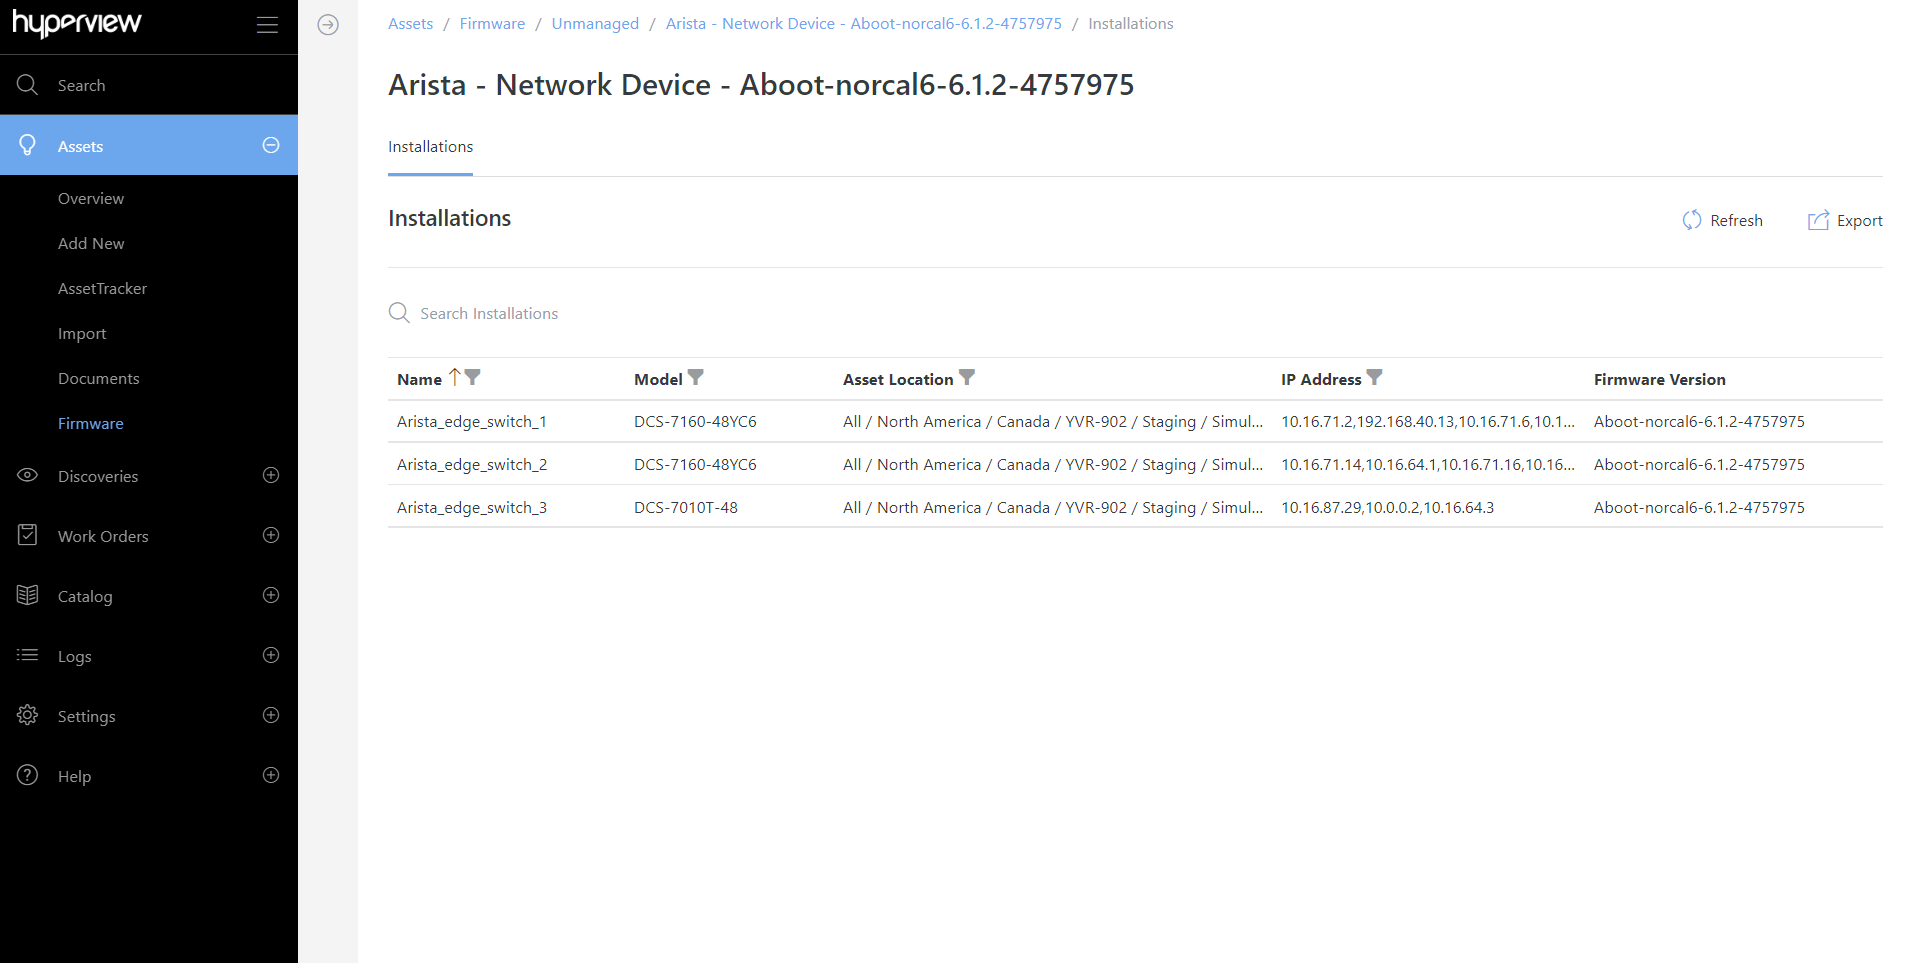 hyperview
Search
Assets
Overview
Add New
AssetTracker
Import
Documents
Firmware
Discoveries
Work Orders
Catalog
Logs
Settings
Help
Assets / Firmware / Unmanaged / Arista - Network Device - Aboot-norcal6-6.1.2-4757975 / Installations
Arista - Network Device - Aboot-norcal6-6.1.2-4757975
Installations
Installations
Refresh Export
Search Installations
Name Model Asset Location IP Address Firmware Version
Arista_edge_switch_1 DCS-7160-48YC6 All / North America / Canada / YVR-902 / Staging / Simul... 10.16.71.2,192.168.40.13,10.16.71.6,10.1... Aboot-norcal6-6.1.2-4757975
Arista_edge_switch_2 DCS-7160-48YC6 All / North America / Canada / YVR-902 / Staging / Simul... 10.16.71.14,10.16.64.1,10.16.71.16,10.16... Aboot-norcal6-6.1.2-4757975
Arista_edge_switch_3 DCS-7010T-48 All / North America / Canada / YVR-902 / Staging / Simul... 10.16.87.29,10.0.0.2,10.16.64.3 Aboot-norcal6-6.1.2-4757975